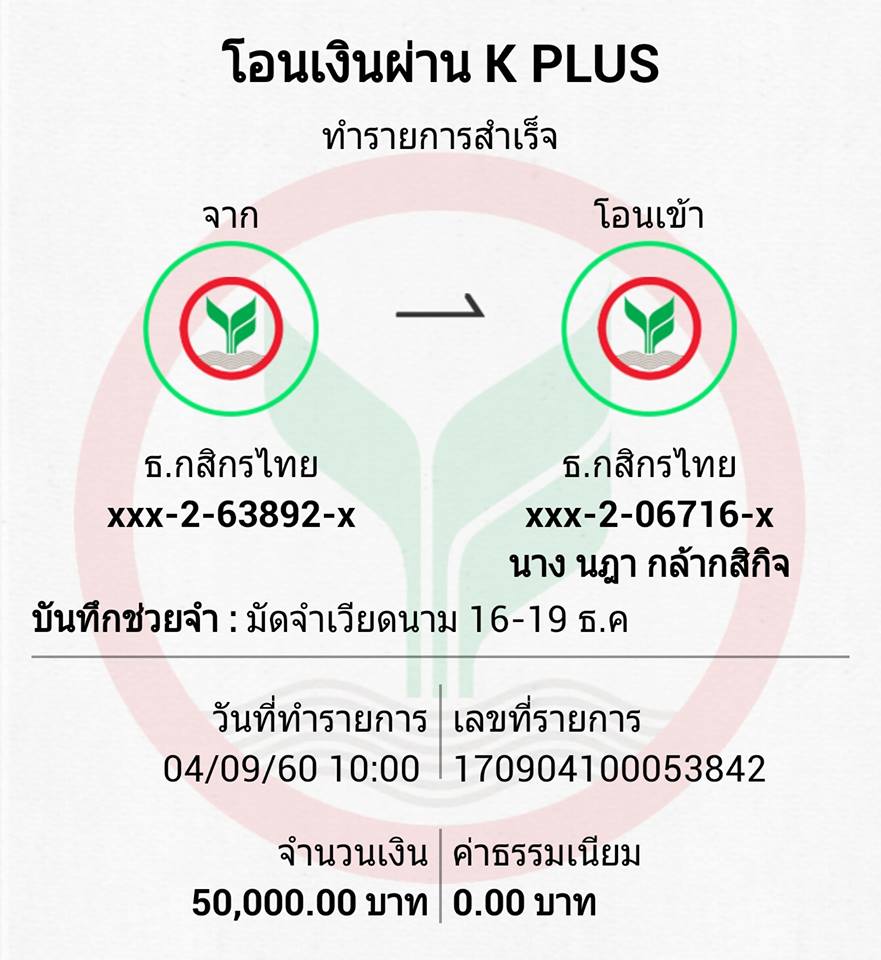 โอนเงินผ่าน K PLUS
ทำรายการสำเร็จ
จาก
โอนเข้า
ธ.กสิกรไทย
xxx-2-63892-x
ธ.กสิกรไทย
xxx-2-06716-x
นาง นฎา กล้ากสิกิจ
บันทึกช่วยจำ : มัดจำเวียดนาม 16-19 ธ.ค
วันที่ทำรายการ
04/09/60 10:00
เลขที่รายการ
170904100053842
จำนวนเงิน
50,000.00 บาท
ค่าธรรมเนียม
0.00 บาท